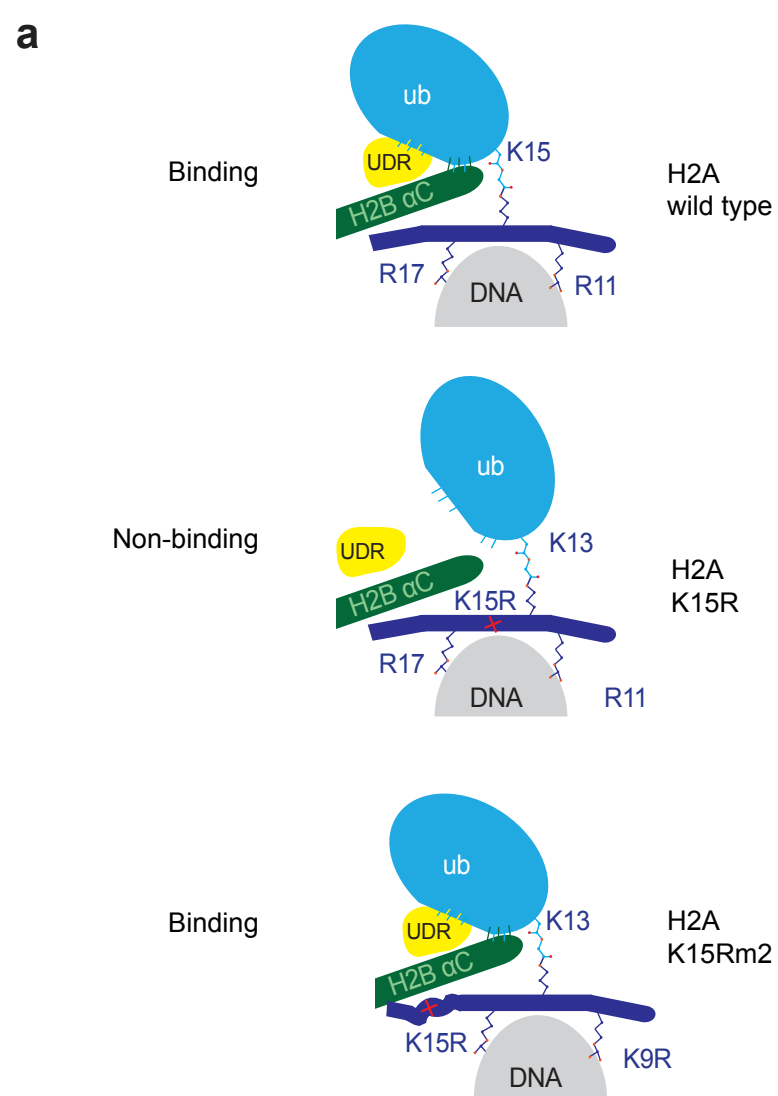 a
ub
Binding
UDR
K15
H2A
wild type
H2B αC
R17
DNA
R11
ub
Non-binding
UDR
K13
H2A
K15R
H2B αC
K15R
R17
DNA
R11
ub
Binding
UDR
K13
H2A
K15Rm2
H2B αC
K15R
K9R
DNA